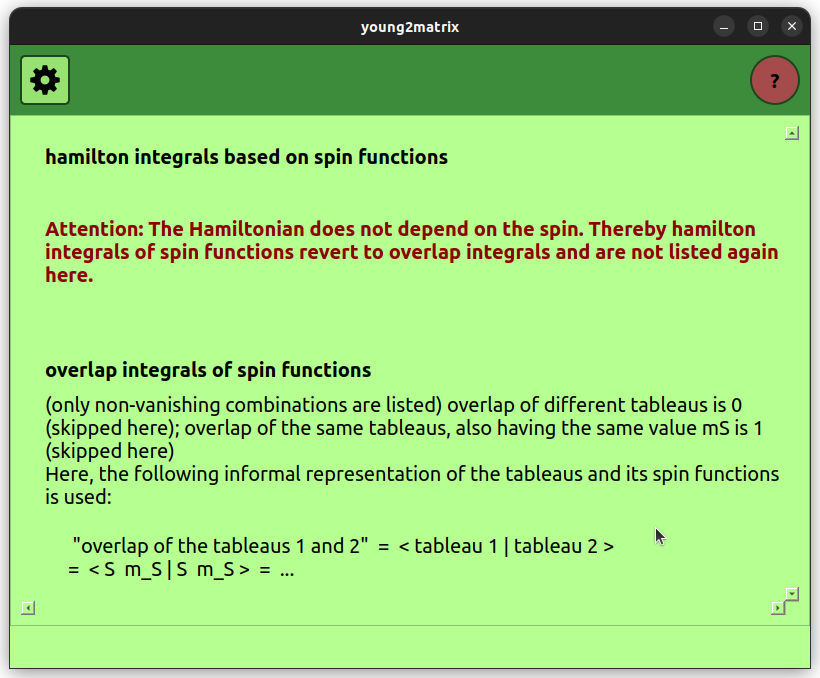 young2matrix
?
hamilton integrals based on spin functions
Attention: The Hamiltonian does not depend on the spin. Thereby hamilton
integrals of spin functions revert to overlap integrals and are not listed again
here.
overlap integrals of spin functions
(only non-vanishing combinations are listed) overlap of different tableaus is 0
(skipped here); overlap of the same tableaus, also having the same value mS is 1
(skipped here)
Here, the following informal representation of the tableaus and its spin functions
is used:
"overlap of the tableaus 1 and 2" = < tableau 1 | tableau 2 >
= < S m_S | S m_S > = ...